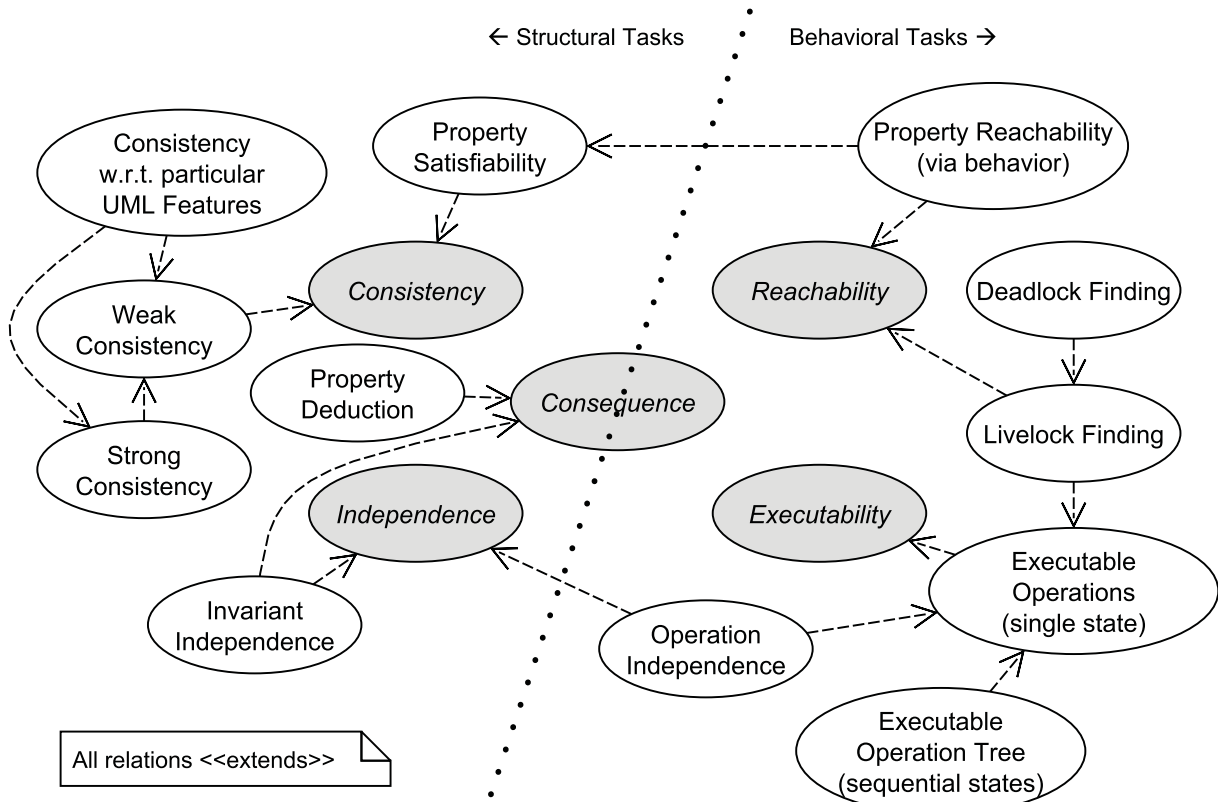 ← Structural Tasks
Behavioral Tasks →
Consistency
w.r.t. particular
UML Features
Property
Satisfiability
Property Reachability
(via behavior)
Consistency
Reachability
Deadlock Finding
Weak
Consistency
Property
Deduction
Consequence
Livelock Finding
Strong
Consistency
Independence
Executability
Executable
Operations
(single state)
Invariant
Independence
Operation
Independence
Executable
Operation Tree
(sequential states)
All relations <<extends>>